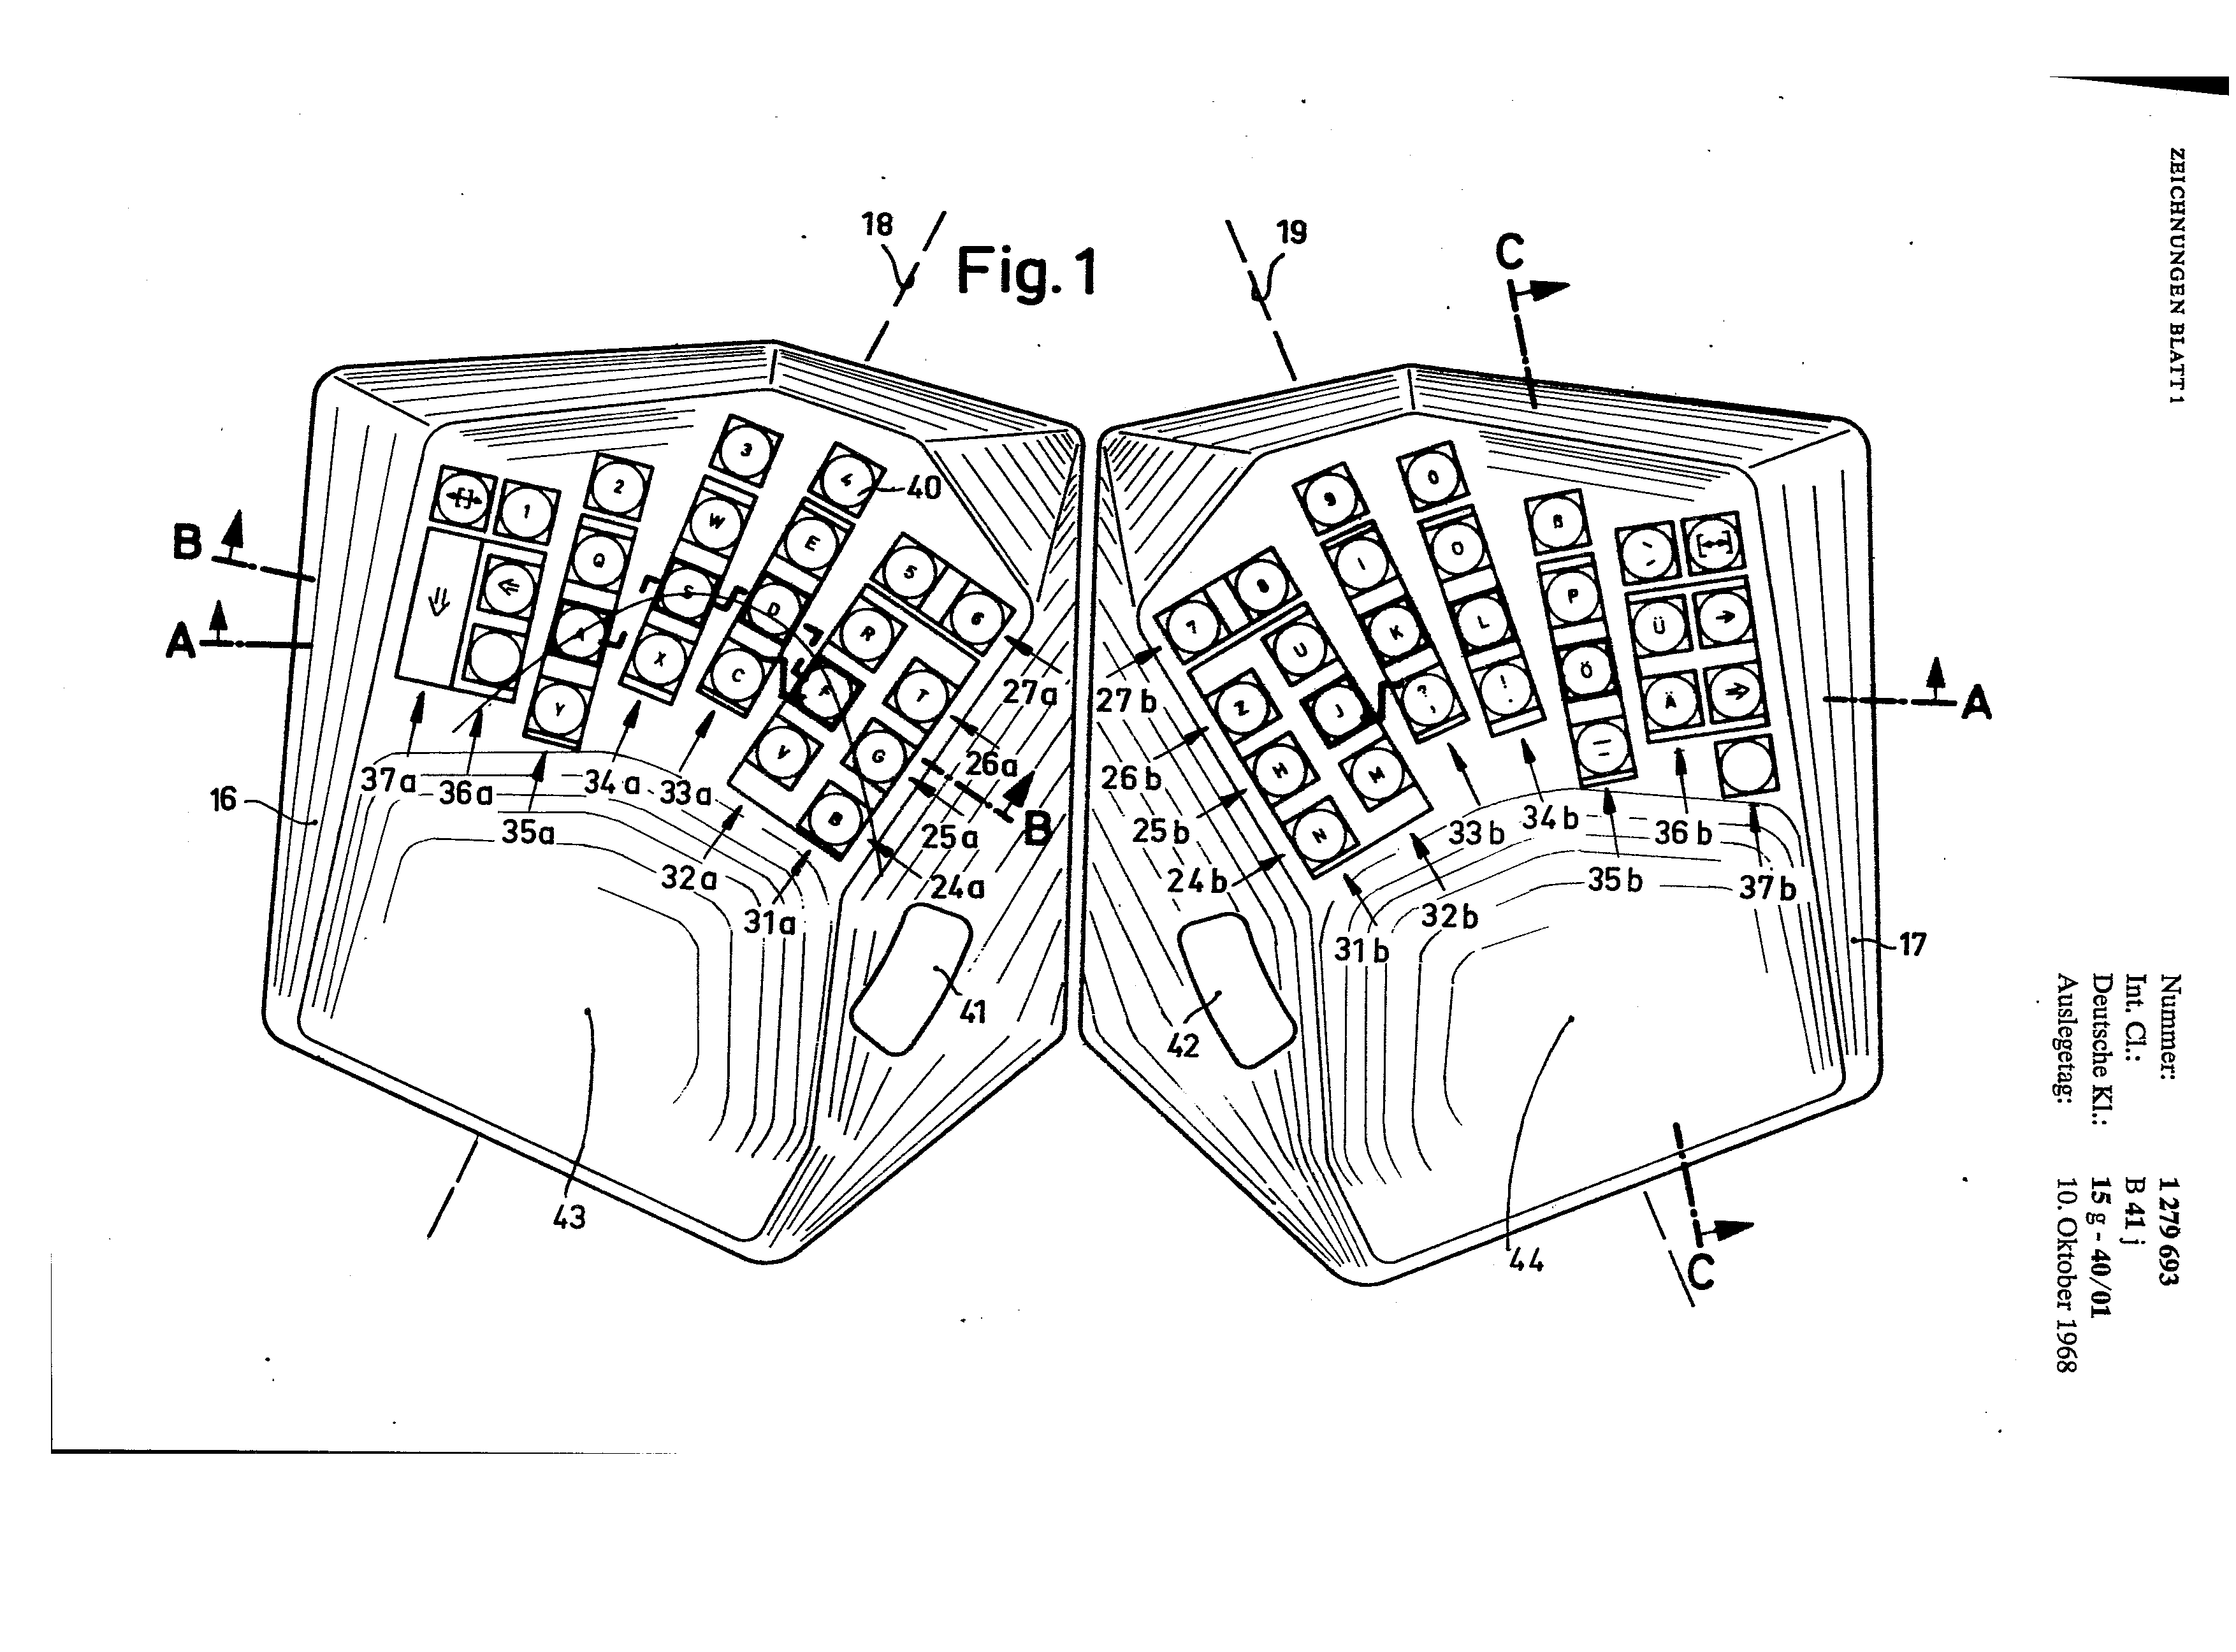 ZEICHNUNGEN BLATT 1
Nummer: 1 279 693
Int. Cl.: B 41 j
Deutsche Kl.: 15 g - 40/01
Auslegetag: 10. Oktober 1968
Fig. 1
18
19
C
B
A
1
2
3
4
40
Q
W
E
5
6
A
S
D
R
T
Y
X
C
F
G
V
B
27a
26a
B
25a
24a
37a
36a
35a
34a
33a
32a
31a
16
41
43
7
8
9
0
ß
Z
U
I
O
P
Ü
H
J
K
L
Ö
Ä
N
M
?
,
!
.
27b
26b
25b
24b
31b
32b
33b
34b
35b
36b
37b
A
17
42
44
C